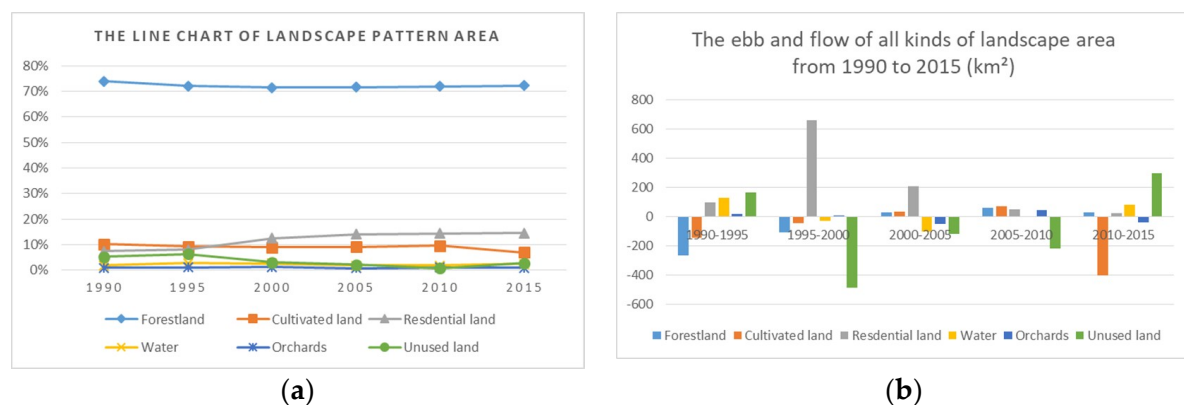 THE LINE CHART OF LANDSCAPE PATTERN AREA
80%
70%
60%
50%
40%
30%
20%
10%
0%
1990 1995 2000 2005 2010 2015
Forestland Cultivated land Resdential land
Water Orchards Unused land
(a)
The ebb and flow of all kinds of landscape area
from 1990 to 2015 (km²)
800
600
400
200
0
-200
-400
-600
1990-1995 1995-2000 2000-2005 2005-2010 2010-2015
Forestland Cultivated land Resdential land Water Orchards Unused land
(b)